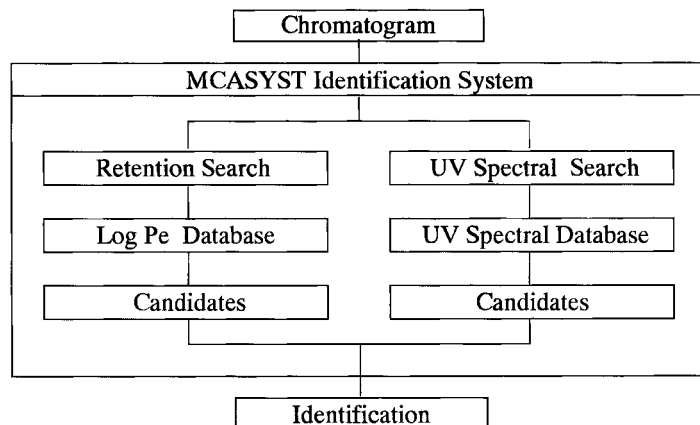 Chromatogram
MCASYST Identification System
Retention Search
UV Spectral Search
Log Pe Database
UV Spectral Database
Candidates
Candidates
Identification